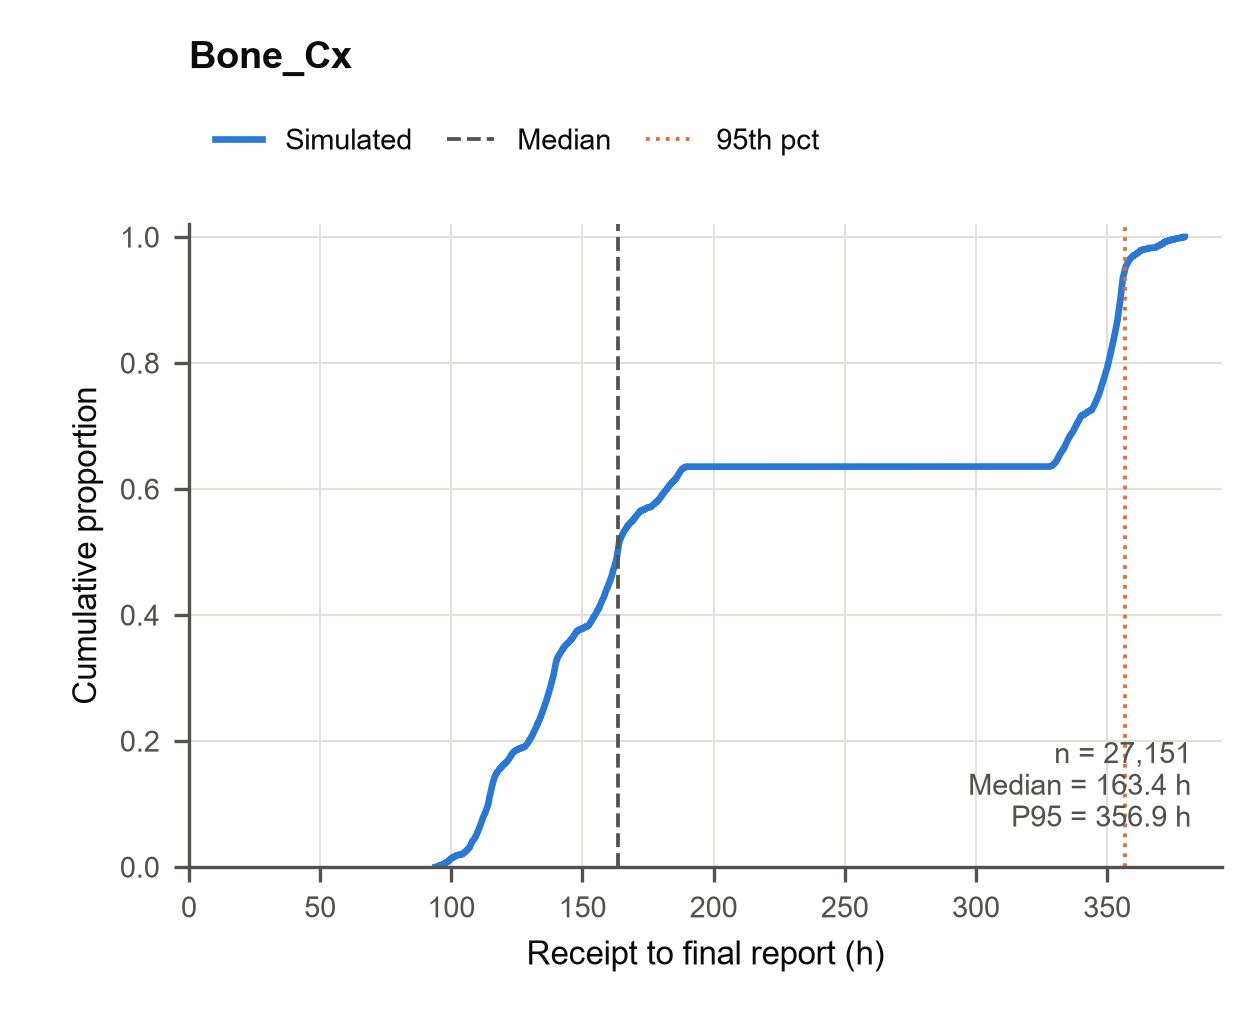 Bone_Cx
Simulated Median 95th pct
1.0
0.8
0.6
0.4
0.2
0.0
Cumulative proportion
n = 27,151
Median = 163.4 h
P95 = 356.9 h
0 50 100 150 200 250 300 350
Receipt to final report (h)